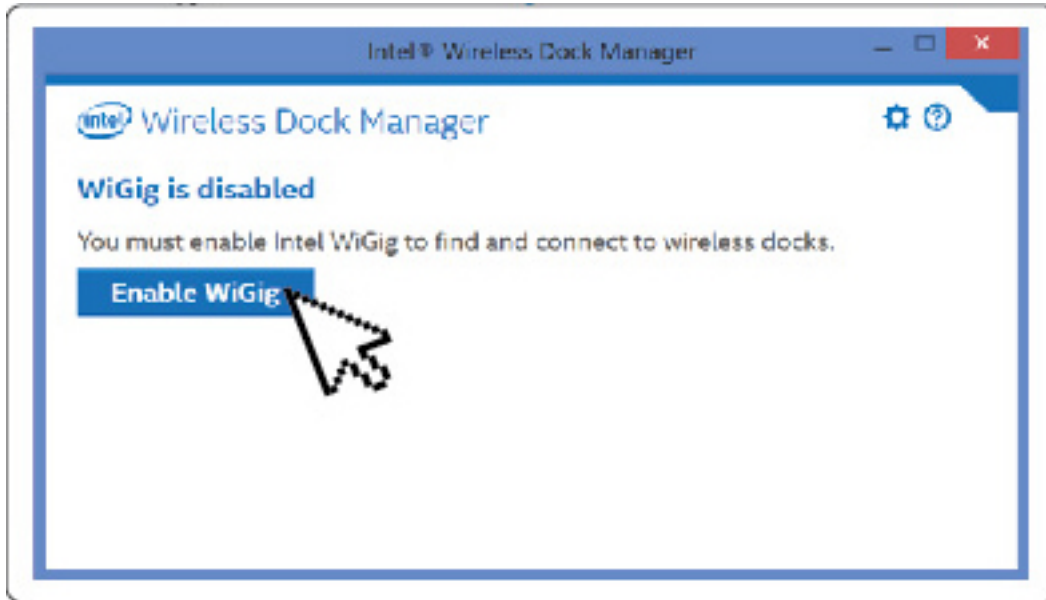 Intel® Wireless Dock Manager
intel Wireless Dock Manager
WiGig is disabled
You must enable Intel WiGig to find and connect to wireless docks.
Enable WiGig